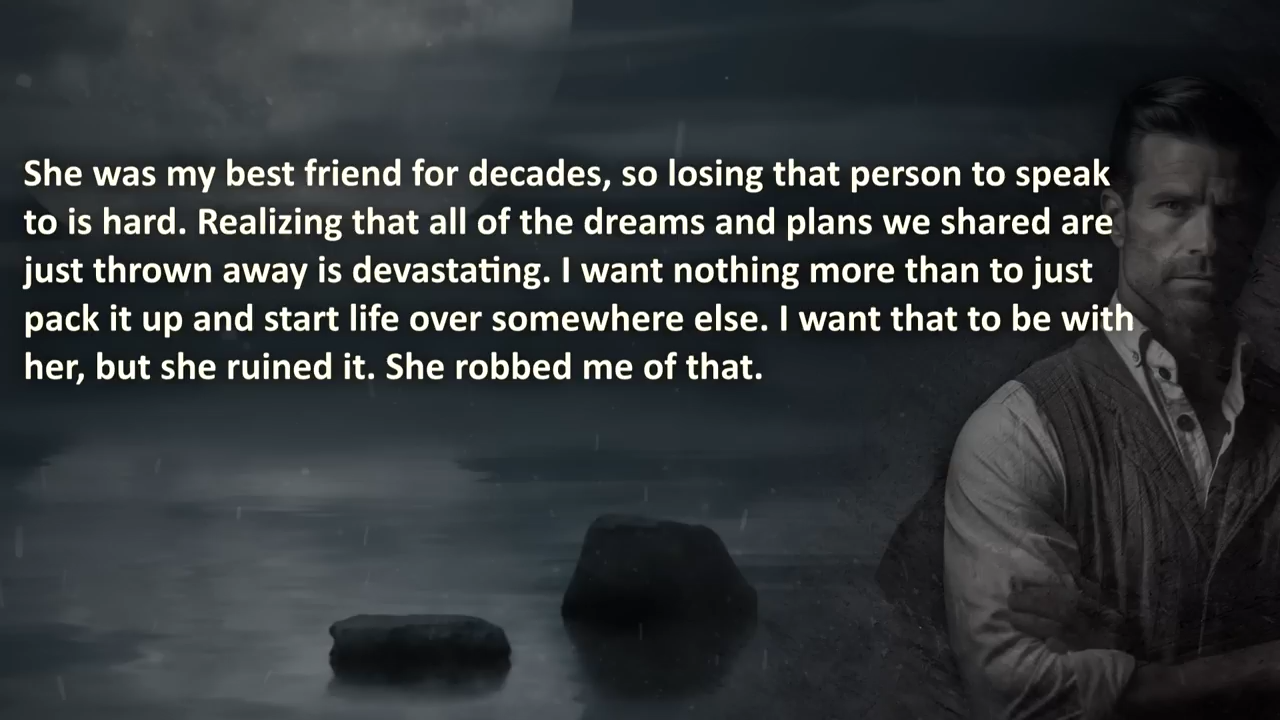 She was my best friend for decades, so losing that person to speak
to is hard. Realizing that all of the dreams and plans we shared are
just thrown away is devastating. I want nothing more than to just
pack it up and start life over somewhere else. I want that to be with
her, but she ruined it. She robbed me of that.